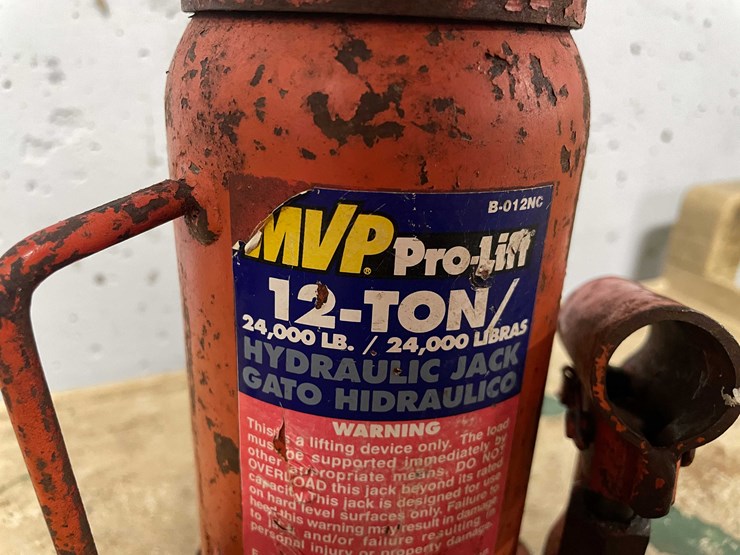 B-012NC
MVP Pro-Lift
12-TON/
24,000 LB. / 24,000 LIBRAS
HYDRAULIC JACK
GATO HIDRAULICO
WARNING
This is a lifting device only. The load
must be supported immediately by
other appropriate means. DO NOT
OVERLOAD this jack beyond its rated
capacity. This jack is designed for use
on hard level surfaces only. Failure to
heed this warning may result in damage
to and/or failure resulting in
personal injury or property damage.